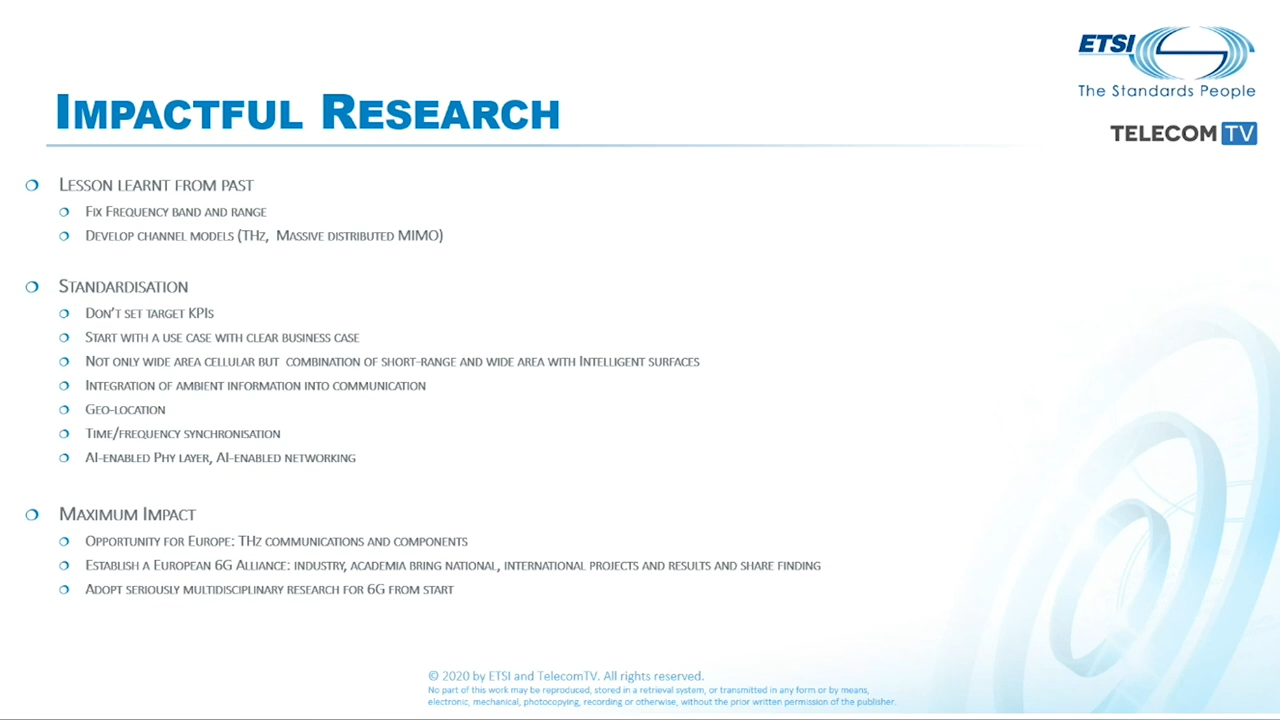 ETSI
The Standards People
TELECOM TV
IMPACTFUL RESEARCH
LESSON LEARNT FROM PAST
FIX FREQUENCY BAND AND RANGE
DEVELOP CHANNEL MODELS (THZ, MASSIVE DISTRIBUTED MIMO)
STANDARDISATION
DON'T SET TARGET KPIS
START WITH A USE CASE WITH CLEAR BUSINESS CASE
NOT ONLY WIDE AREA CELLULAR BUT COMBINATION OF SHORT-RANGE AND WIDE AREA WITH INTELLIGENT SURFACES
INTEGRATION OF AMBIENT INFORMATION INTO COMMUNICATION
GEO-LOCATION
TIME/FREQUENCY SYNCHRONISATION
AI-ENABLED PHY LAYER, AI-ENABLED NETWORKING
MAXIMUM IMPACT
OPPORTUNITY FOR EUROPE: THZ COMMUNICATIONS AND COMPONENTS
ESTABLISH A EUROPEAN 6G ALLIANCE: INDUSTRY, ACADEMIA BRING NATIONAL, INTERNATIONAL PROJECTS AND RESULTS AND SHARE FINDING
ADOPT SERIOUSLY MULTIDISCIPLINARY RESEARCH FOR 6G FROM START
© 2020 by ETSI and TelecomTV. All rights reserved.
No part of this work may be reproduced, stored in a retrieval system, or transmitted in any form or by means,
electronic, mechanical, photocopying, recording or otherwise, without the prior written permission of the publisher.